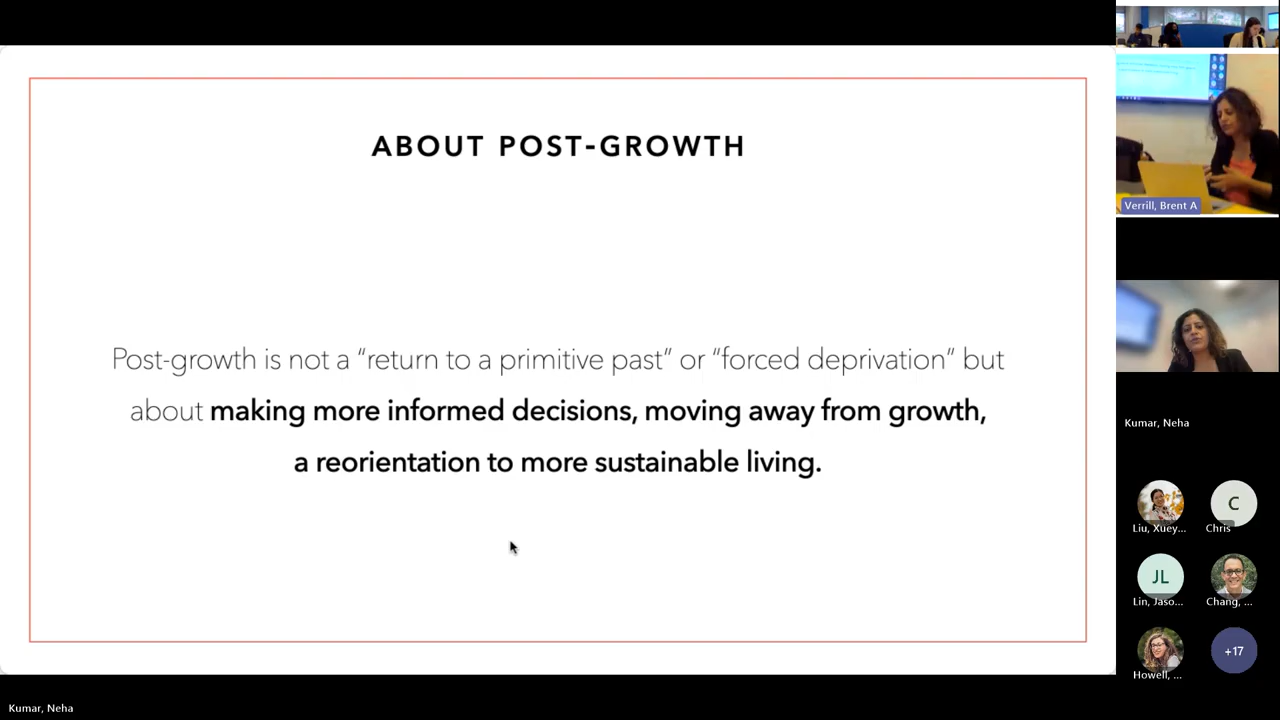 ABOUT POST-GROWTH
Post-growth is not a “return to a primitive past” or “forced deprivation” but
about making more informed decisions, moving away from growth,
a reorientation to more sustainable living.
Verrill, Brent A
Kumar, Neha
Liu, Xuey...
C
Chris
JL
Lin, Jaso...
Chang, ...
Howell, ...
+17
Kumar, Neha